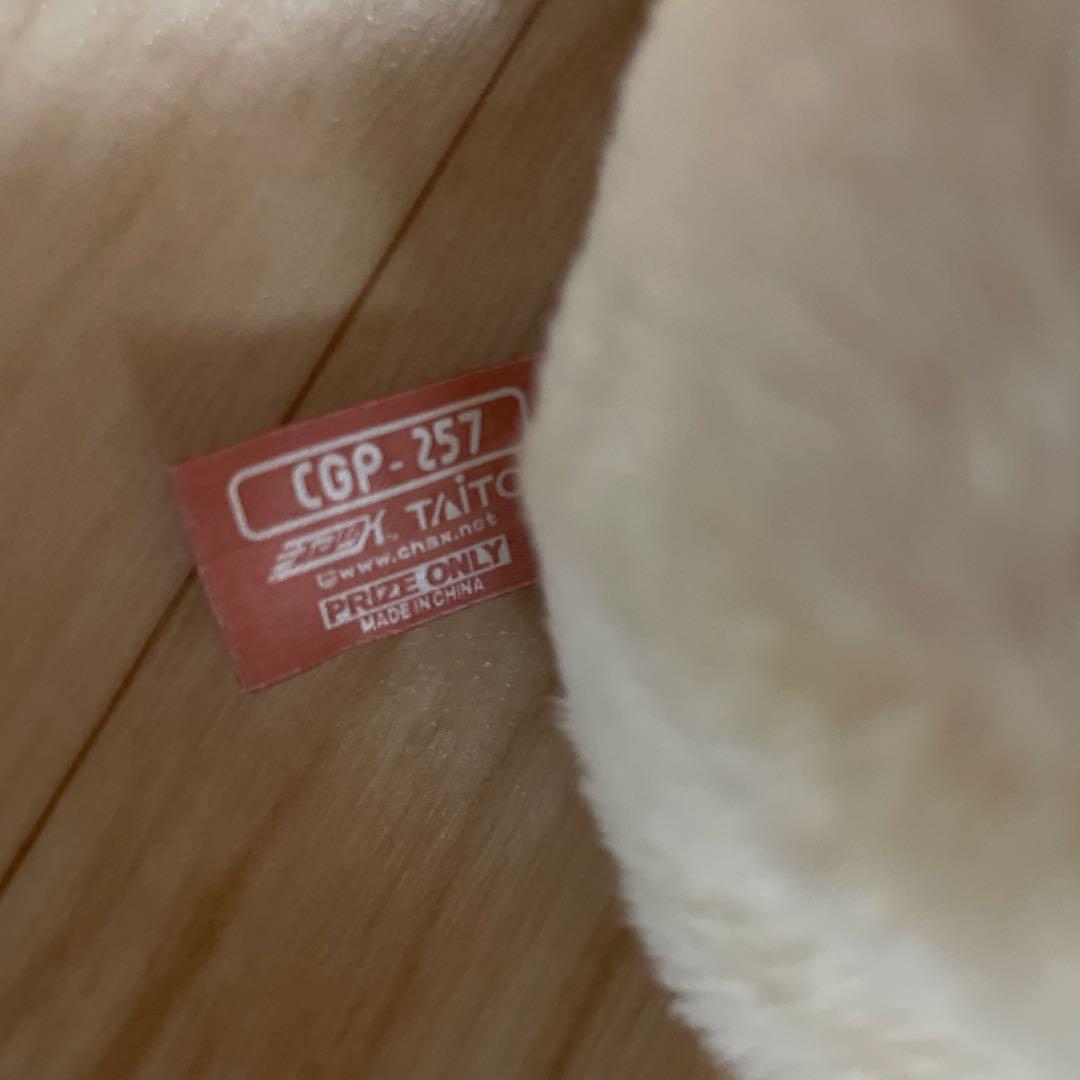 CGP-257
TAITO
www.chax.net
PRIZE ONLY
MADE IN CHINA